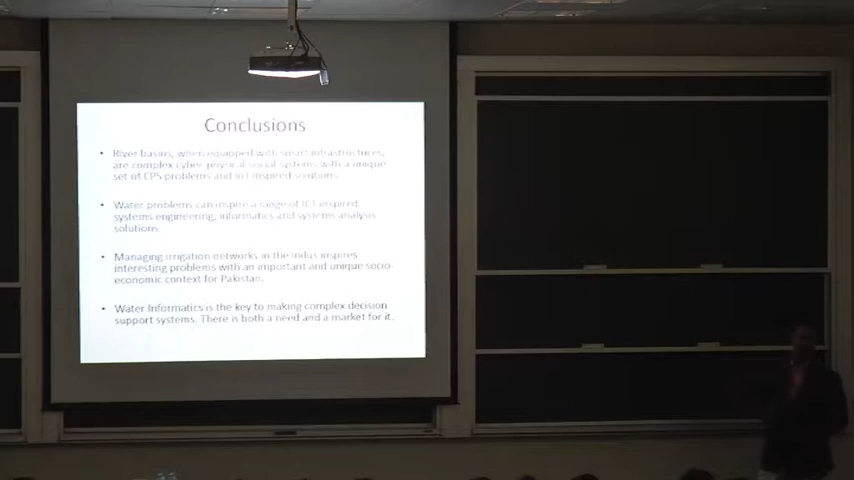 Conclusions
• River basins, when equipped with smart infrastructures,
are complex cyber physical social systems with a unique
set of CPS problems and IoT inspired solutions
• Water problems can inspire a range of ICT inspired
systems engineering, informatics and systems analysis
solutions
• Managing irrigation networks in the Indus inspires
interesting problems with an important and unique socio-
economic context for Pakistan.
• Water Informatics is the key to making complex decision
support systems. There is both a need and a market for it.